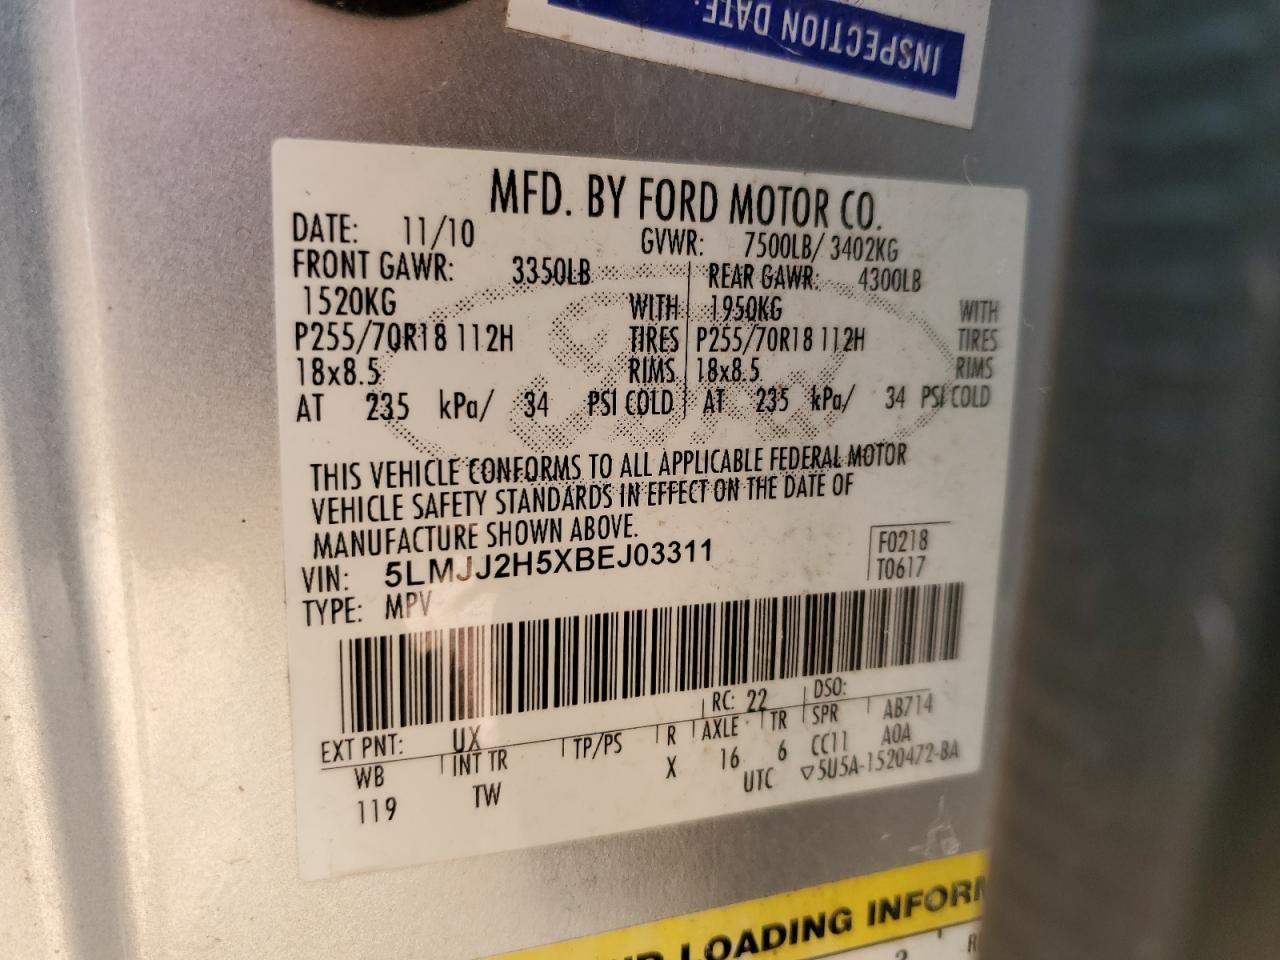 INSPECTION DATE:
MFD. BY FORD MOTOR CO.
DATE: 11/10 GVWR: 7500LB/ 3402KG
FRONT GAWR: 3350LB REAR GAWR: 4300LB
1520KG WITH 1950KG WITH
P255/70R18 112H TIRES P255/70R18 112H TIRES
18x8.5 RIMS 18x8.5 RIMS
AT 235 kPa/ 34 PSI COLD AT 235 kPa/ 34 PSI COLD
THIS VEHICLE CONFORMS TO ALL APPLICABLE FEDERAL MOTOR
VEHICLE SAFETY STANDARDS IN EFFECT ON THE DATE OF
MANUFACTURE SHOWN ABOVE.
VIN: 5LMJJ2H5XBEJ03311 F0218
TYPE: MPV T0617
EXT PNT: UX RC: 22 DSO:
WB INT TR TP/PS R AXLE TR SPR AB714
119 TW X 16 6 CC11 A0A
UTC ▽5U5A-1520472-BA
LOADING INFORM